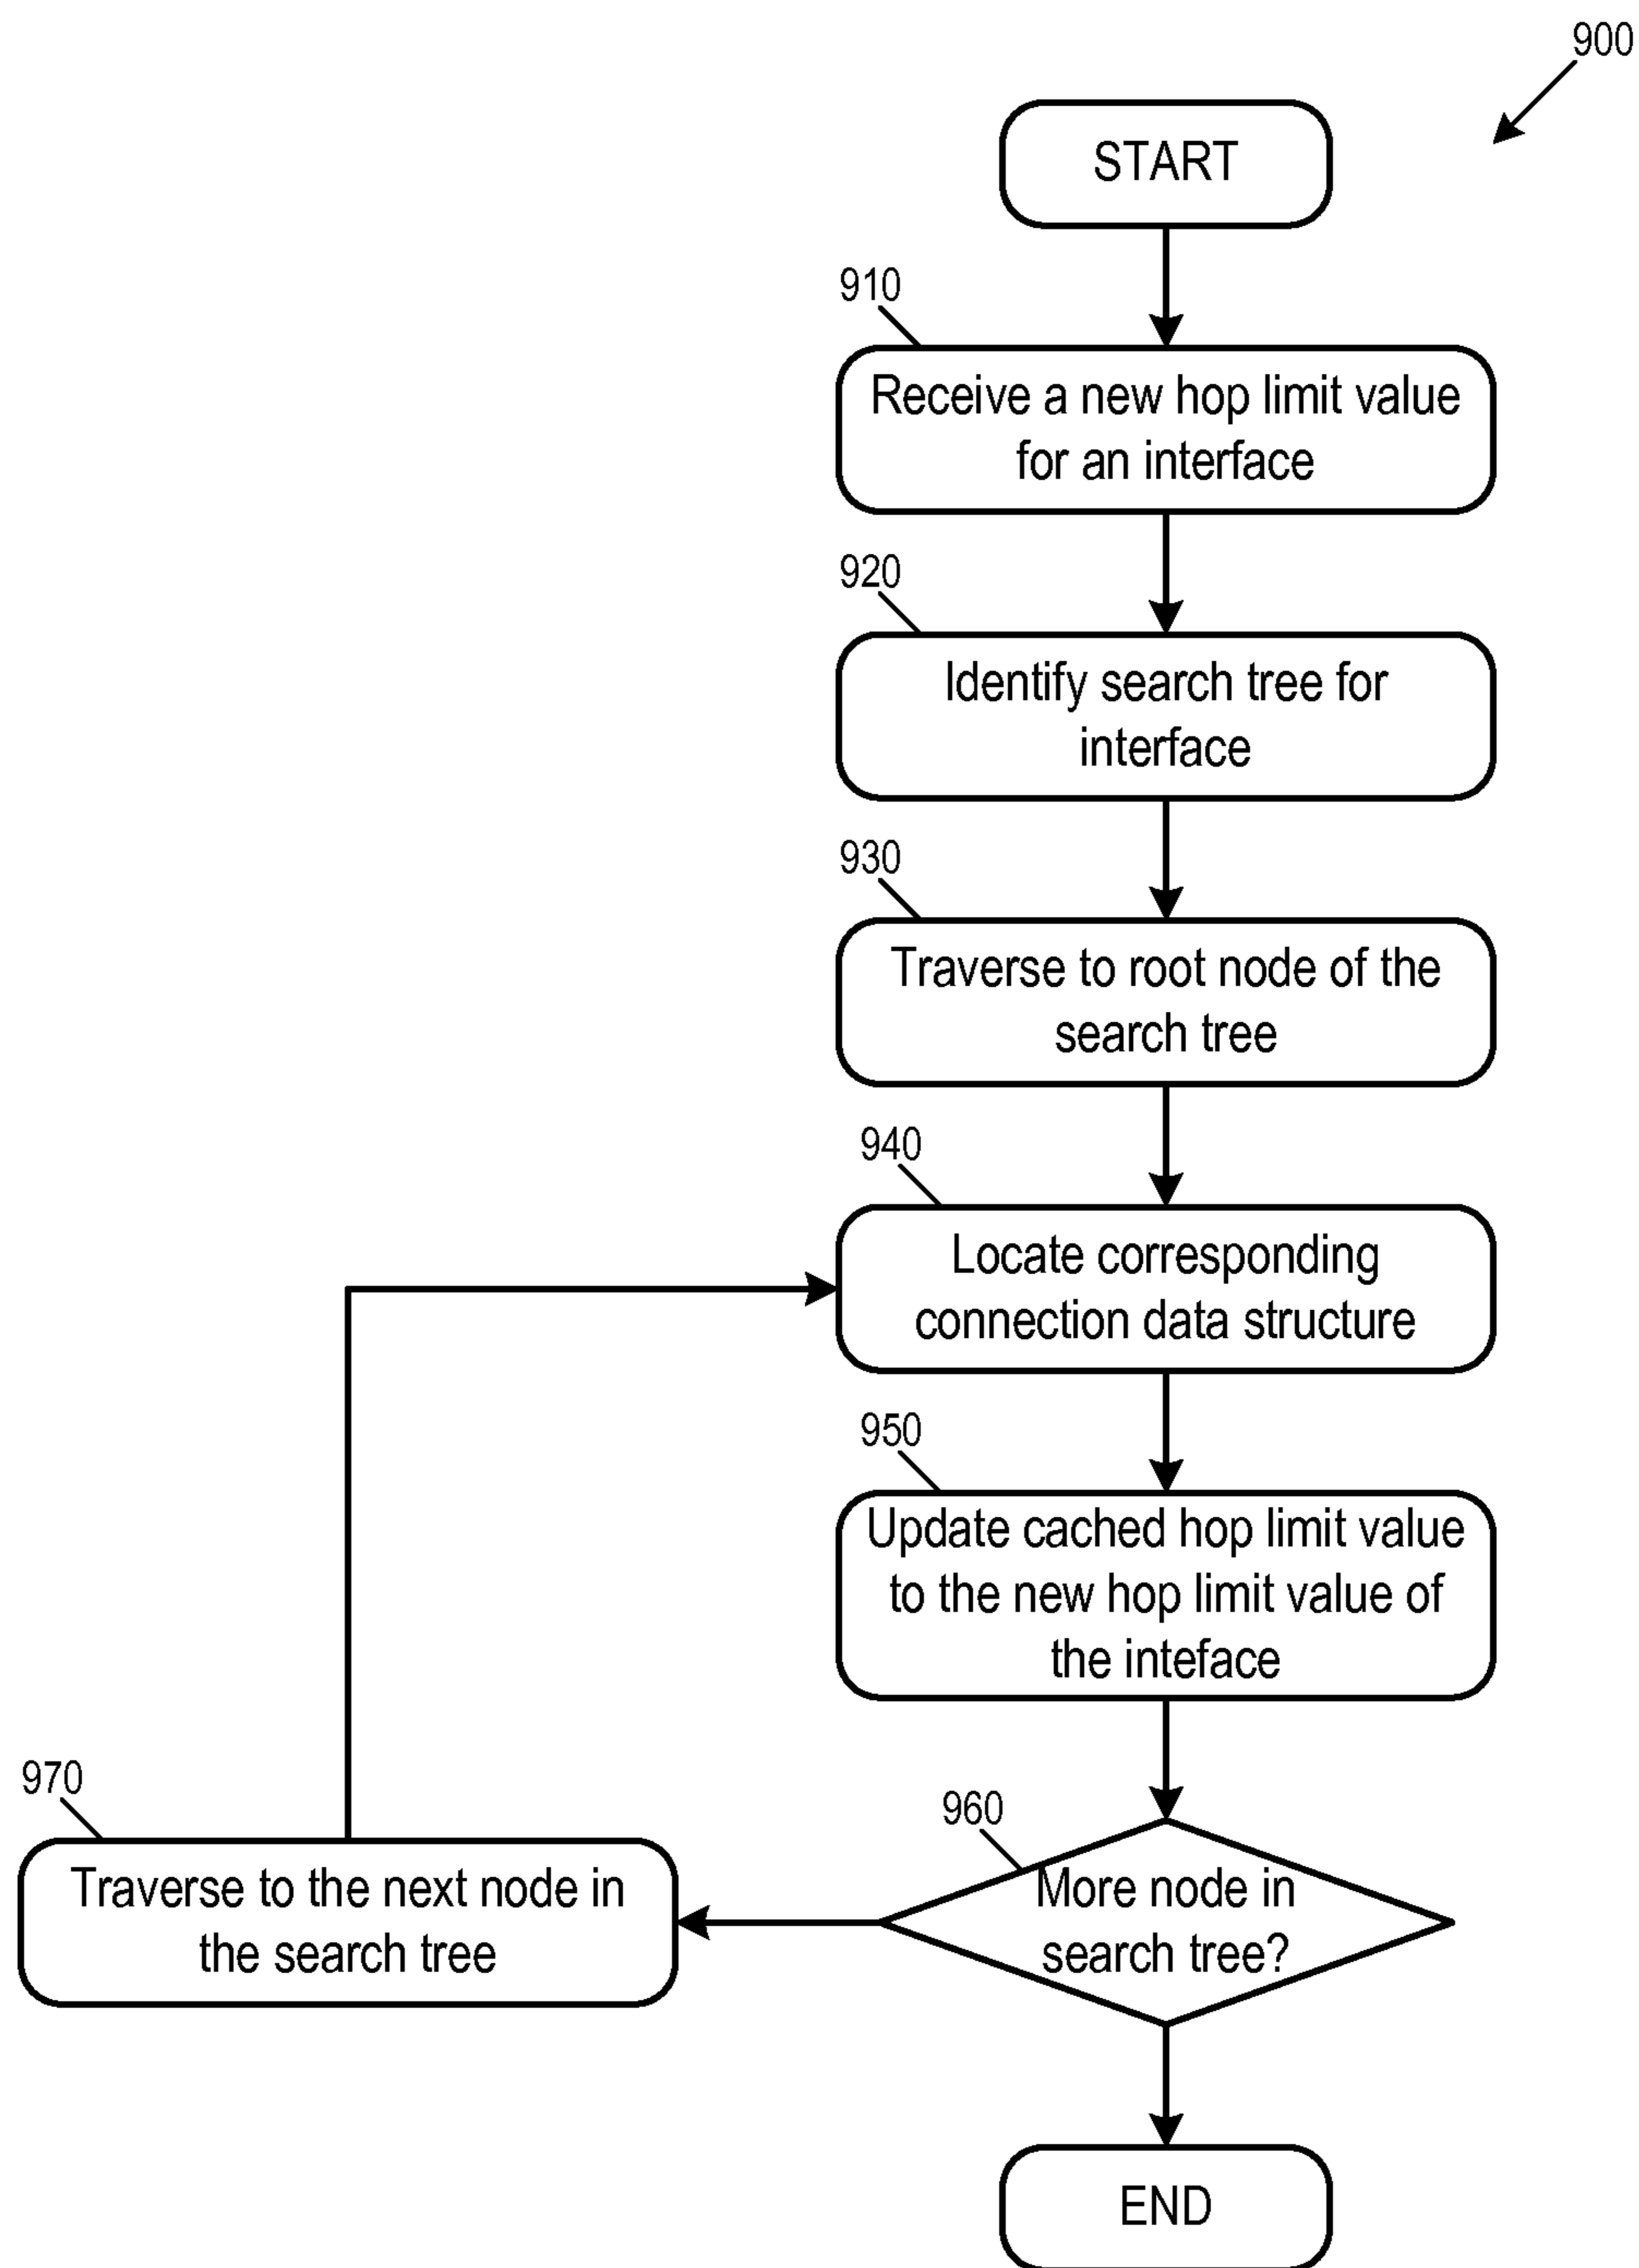 900
START
910
Receive a new hop limit value
for an interface
920
Identify search tree for
interface
930
Traverse to root node of the
search tree
940
Locate corresponding
connection data structure
950
Update cached hop limit value
to the new hop limit value of
the inteface
960
More node in
search tree?
970
Traverse to the next node in
the search tree
END